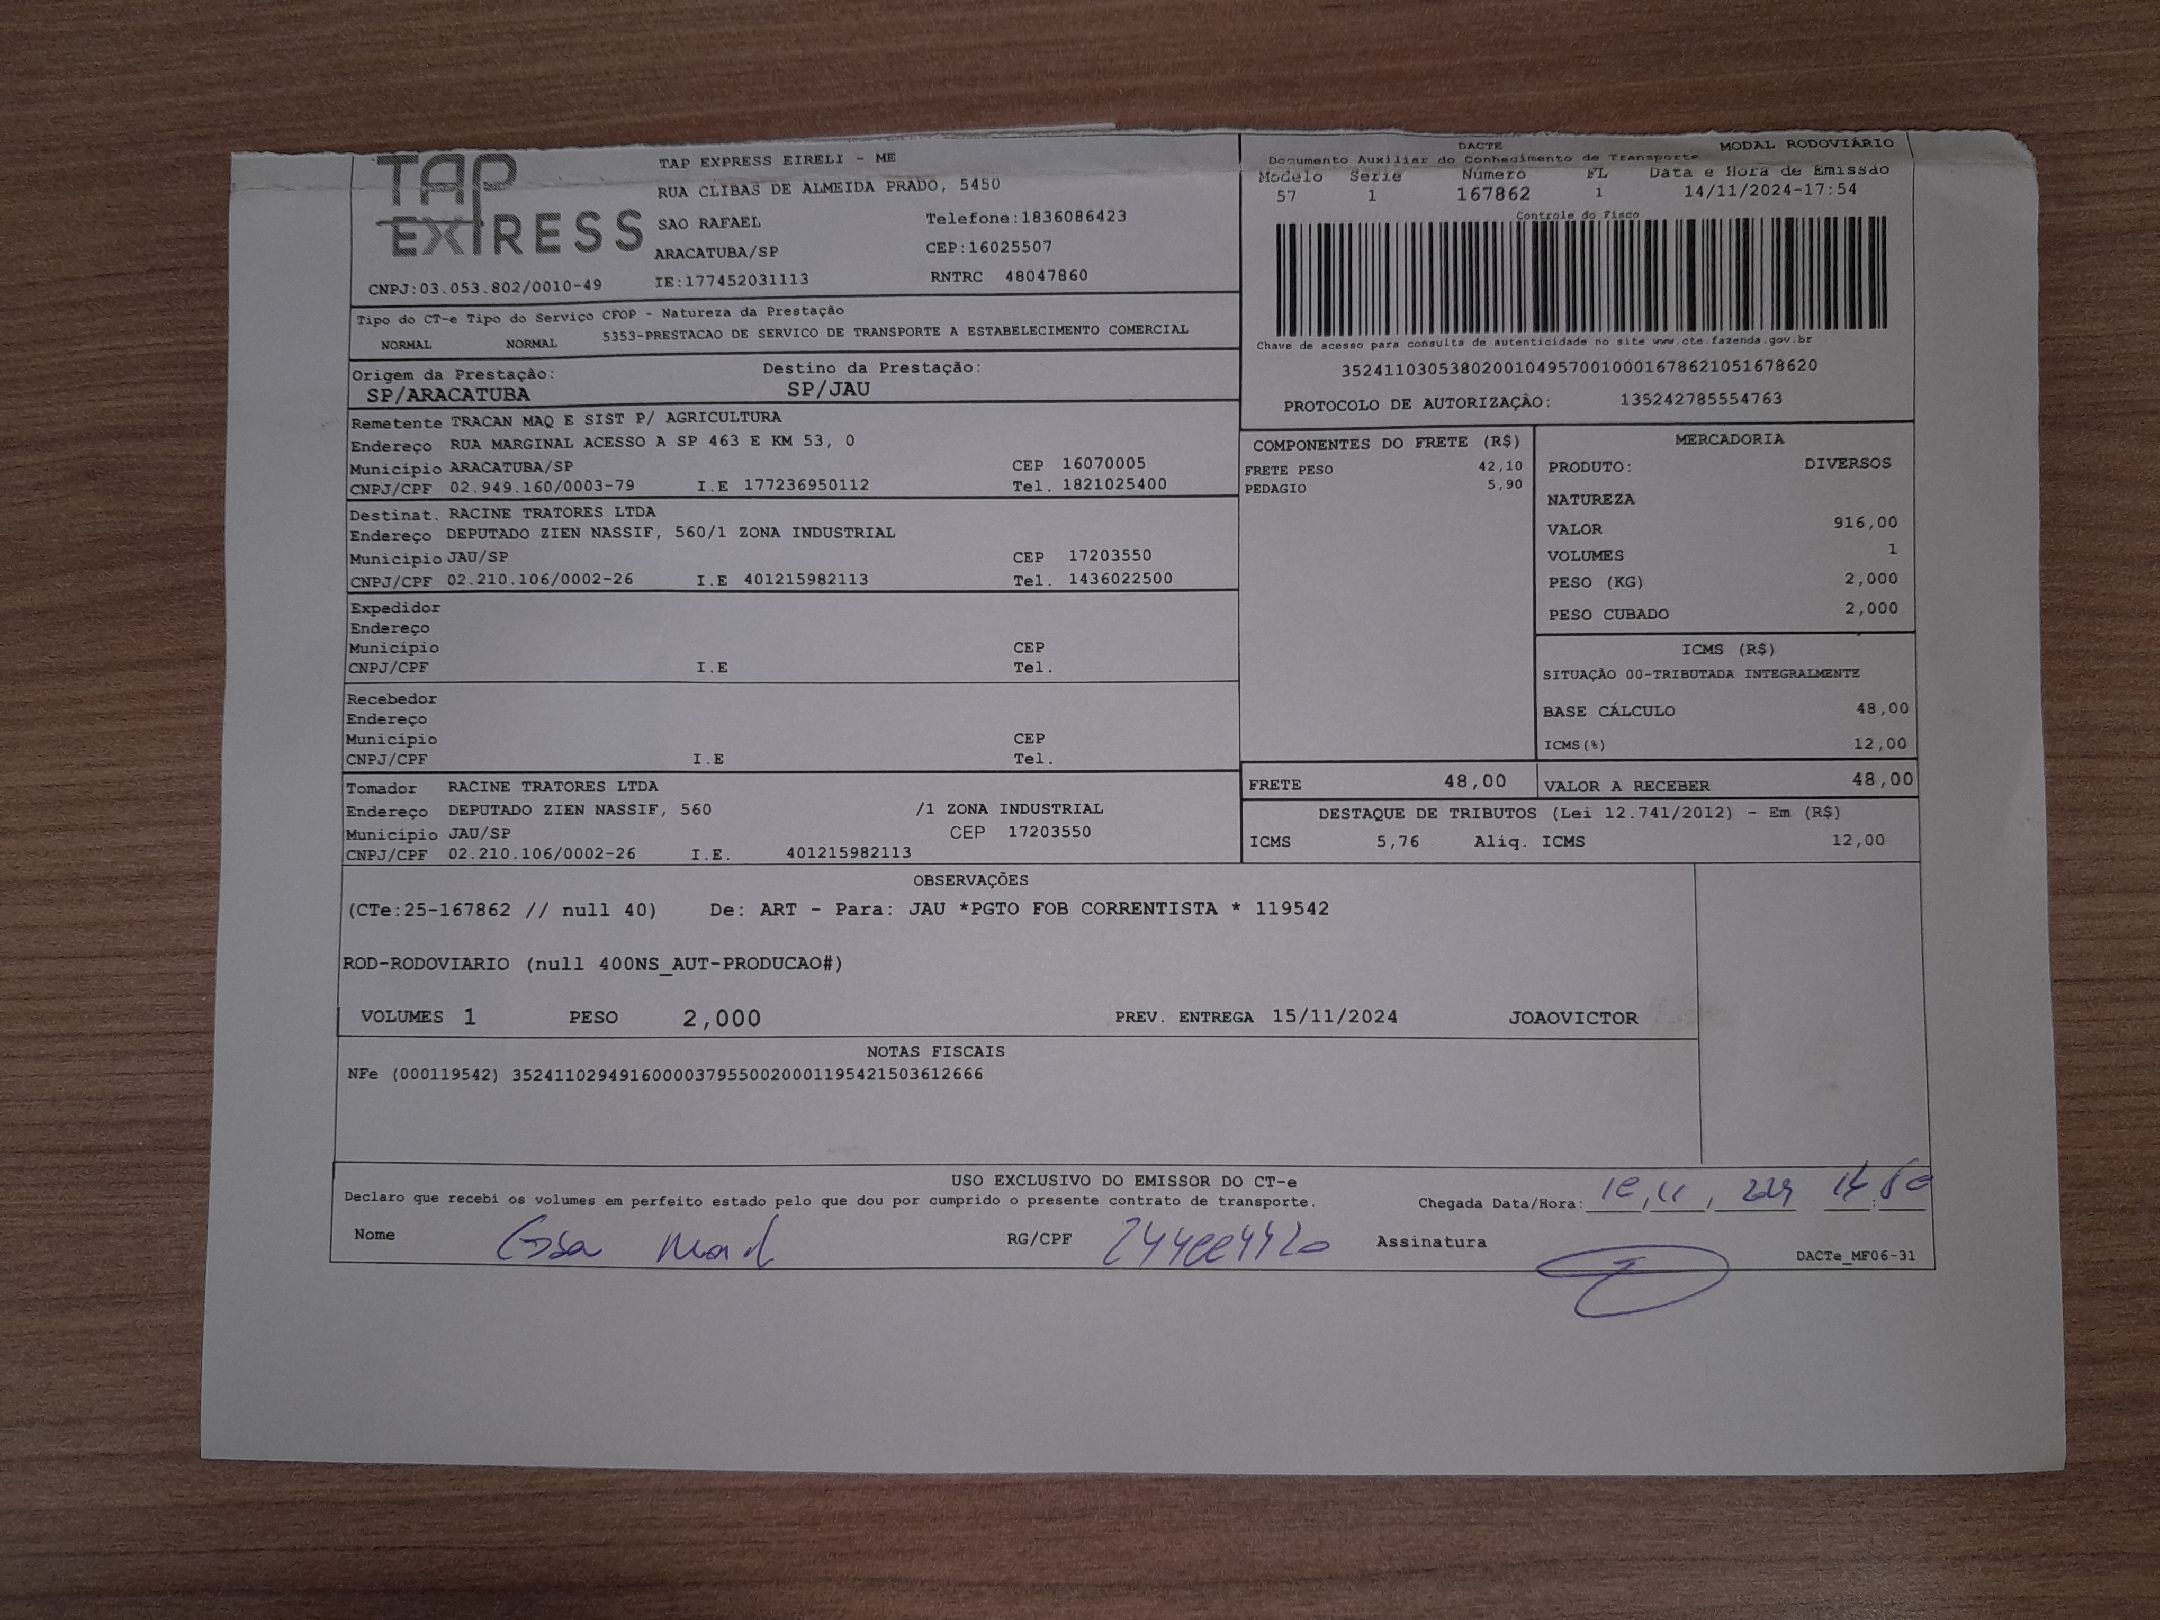 TAP
EXPRESS
TAP EXPRESS EIRELI - ME
RUA CLIBAS DE ALMEIDA PRADO, 5450
SAO RAFAEL Telefone:1836086423
ARACATUBA/SP CEP:16025507
CNPJ:03.053.802/0010-49 IE:177452031113 RNTRC 48047860
DACTE MODAL RODOVIÁRIO
Documento Auxiliar do Conhecimento de Transporte
Modelo Serie Número FL Data e Hora de Emissão
57 1 167862 1 14/11/2024-17:54
Controle do Fisco
Chave de acesso para consulta de autenticidade no site www.cte.fazenda.gov.br
35241103053802001049570010001678621051678620
PROTOCOLO DE AUTORIZAÇÃO: 135242785554763
Tipo do CT-e Tipo do Serviço CFOP - Natureza da Prestação
NORMAL NORMAL 5353-PRESTACAO DE SERVICO DE TRANSPORTE A ESTABELECIMENTO COMERCIAL
Origem da Prestação: Destino da Prestação:
SP/ARACATUBA SP/JAU
Remetente TRACAN MAQ E SIST P/ AGRICULTURA
Endereço RUA MARGINAL ACESSO A SP 463 E KM 53, 0
Município ARACATUBA/SP CEP 16070005
CNPJ/CPF 02.949.160/0003-79 I.E 177236950112 Tel. 1821025400
Destinat. RACINE TRATORES LTDA
Endereço DEPUTADO ZIEN NASSIF, 560/1 ZONA INDUSTRIAL
Município JAU/SP CEP 17203550
CNPJ/CPF 02.210.106/0002-26 I.E 401215982113 Tel. 1436022500
Expedidor
Endereço
Município CEP
CNPJ/CPF I.E Tel.
Recebedor
Endereço
Município CEP
CNPJ/CPF I.E Tel.
Tomador RACINE TRATORES LTDA
Endereço DEPUTADO ZIEN NASSIF, 560 /1 ZONA INDUSTRIAL
Município JAU/SP CEP 17203550
CNPJ/CPF 02.210.106/0002-26 I.E. 401215982113
COMPONENTES DO FRETE (R$)
FRETE PESO 42,10
PEDAGIO 5,90
MERCADORIA
PRODUTO: DIVERSOS
NATUREZA
VALOR 916,00
VOLUMES 1
PESO (KG) 2,000
PESO CUBADO 2,000
ICMS (R$)
SITUAÇÃO 00-TRIBUTADA INTEGRALMENTE
BASE CÁLCULO 48,00
ICMS(%) 12,00
FRETE 48,00 VALOR A RECEBER 48,00
DESTAQUE DE TRIBUTOS (Lei 12.741/2012) - Em (R$)
ICMS 5,76 Aliq. ICMS 12,00
OBSERVAÇÕES
(CTe:25-167862 // null 40) De: ART - Para: JAU *PGTO FOB CORRENTISTA * 119542
ROD-RODOVIARIO (null 400NS_AUT-PRODUCAO#)
VOLUMES 1 PESO 2,000 PREV. ENTREGA 15/11/2024 JOAOVICTOR
NOTAS FISCAIS
NFe (000119542) 35241102949160000379550020001195421503612666
USO EXCLUSIVO DO EMISSOR DO CT-e
Declaro que recebi os volumes em perfeito estado pelo que dou por cumprido o presente contrato de transporte. Chegada Data/Hora:
Nome RG/CPF Assinatura
DACTe_MF06-31